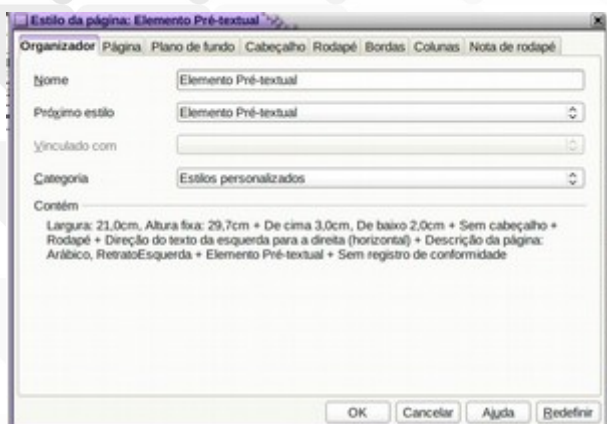 Estilo da página: Elemento Pré-textual
Organizador Página Plano de fundo Cabeçalho Rodapé Bordas Colunas Nota de rodapé
Nome Elemento Pré-textual
Próximo estilo Elemento Pré-textual
Vinculado com
Categoria Estilos personalizados
Contém
Largura: 21,0cm, Altura fixa: 29,7cm + De cima 3,0cm, De baixo 2,0cm + Sem cabeçalho +
Rodapé + Direção do texto da esquerda para a direita (horizontal) + Descrição da página:
Arábico, RetratoEsquerda + Elemento Pré-textual + Sem registro de conformidade
OK Cancelar Ajuda Redefinir